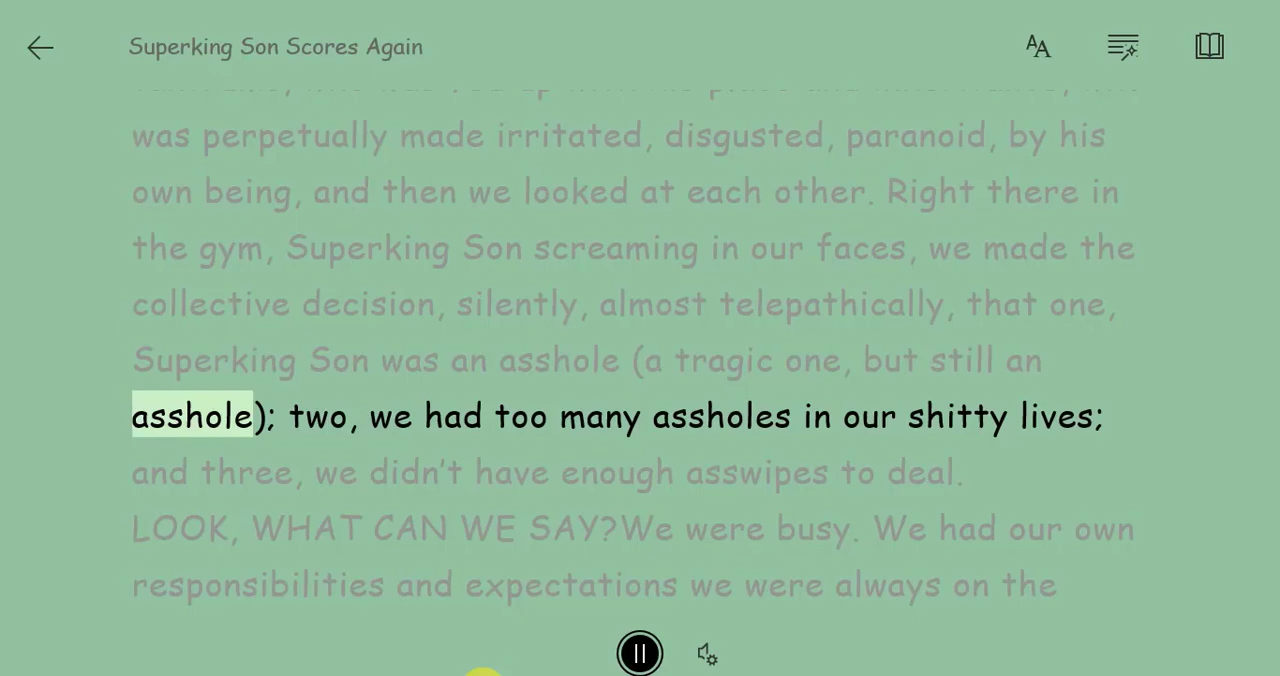 Superking Son Scores Again
was perpetually made irritated, disgusted, paranoid, by his
own being, and then we looked at each other. Right there in
the gym, Superking Son screaming in our faces, we made the
collective decision, silently, almost telepathically, that one,
Superking Son was an asshole (a tragic one, but still an
asshole); two, we had too many assholes in our shitty lives;
and three, we didn’t have enough asswipes to deal.
LOOK, WHAT CAN WE SAY?We were busy. We had our own
responsibilities and expectations we were always on the